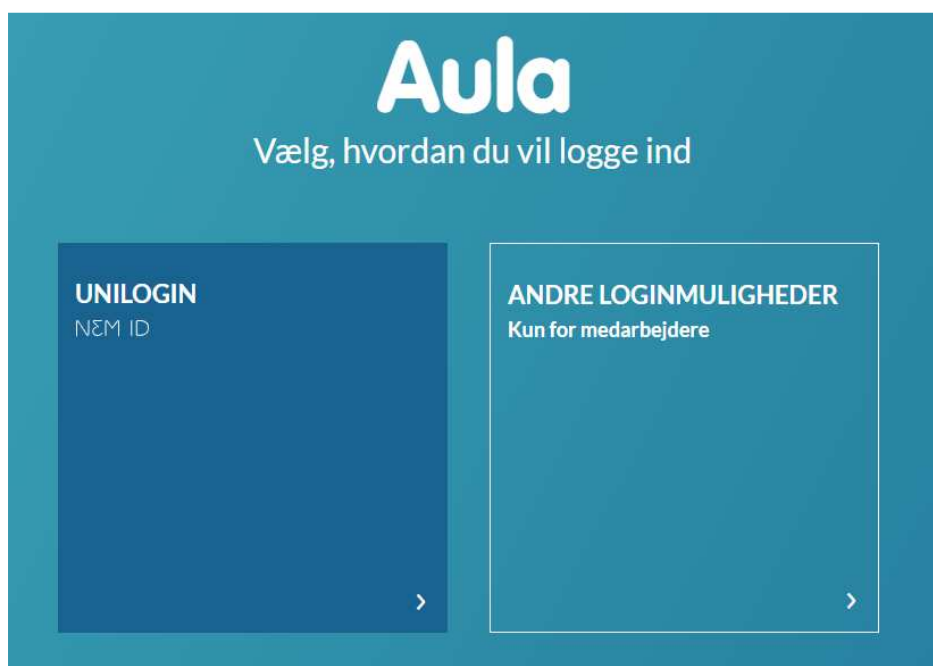 Aula
Vælg, hvordan du vil logge ind
UNILOGIN
NEM ID
ANDRE LOGINMULIGHEDER
Kun for medarbejdere